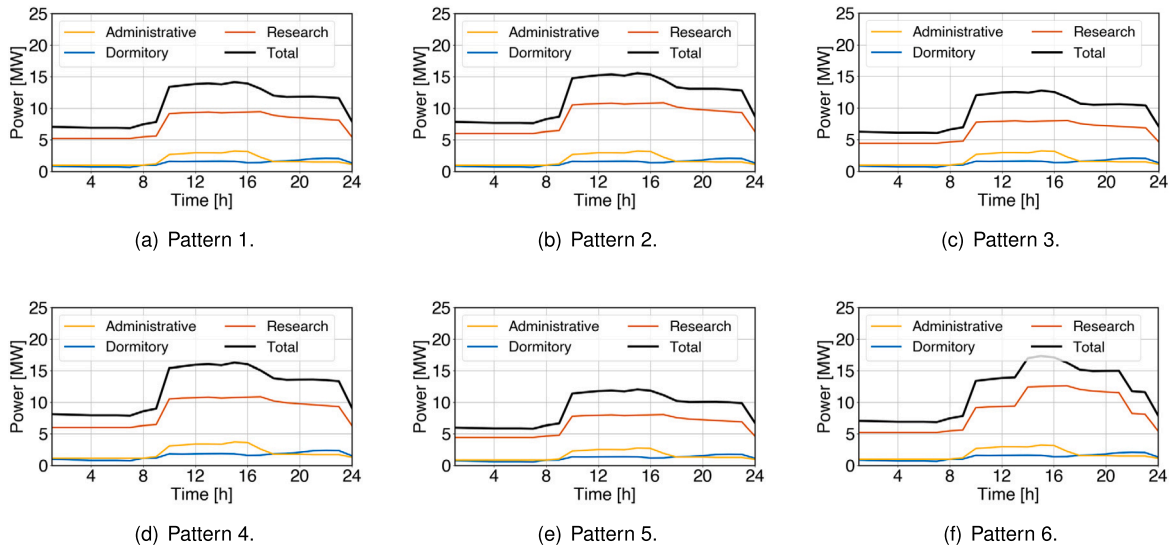 25
20
15
10
5
0
Power [MW]
Administrative
Research
Dormitory
Total
4
8
12
16
20
24
Time [h]
(a) Pattern 1.
25
20
15
10
5
0
Power [MW]
Administrative
Research
Dormitory
Total
4
8
12
16
20
24
Time [h]
(b) Pattern 2.
25
20
15
10
5
0
Power [MW]
Administrative
Research
Dormitory
Total
4
8
12
16
20
24
Time [h]
(c) Pattern 3.
25
20
15
10
5
0
Power [MW]
Administrative
Research
Dormitory
Total
4
8
12
16
20
24
Time [h]
(d) Pattern 4.
25
20
15
10
5
0
Power [MW]
Administrative
Research
Dormitory
Total
4
8
12
16
20
24
Time [h]
(e) Pattern 5.
25
20
15
10
5
0
Power [MW]
Administrative
Research
Dormitory
Total
4
8
12
16
20
24
Time [h]
(f) Pattern 6.